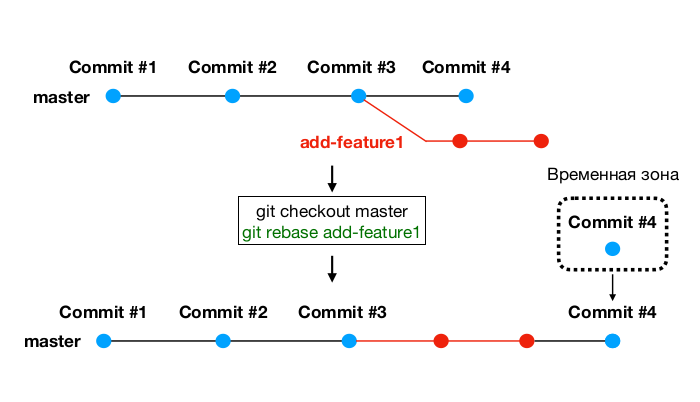 Commit #1 Commit #2 Commit #3 Commit #4
master
add-feature1
Временная зона
git checkout master
git rebase add-feature1
Commit #4
Commit #1 Commit #2 Commit #3 Commit #4
master